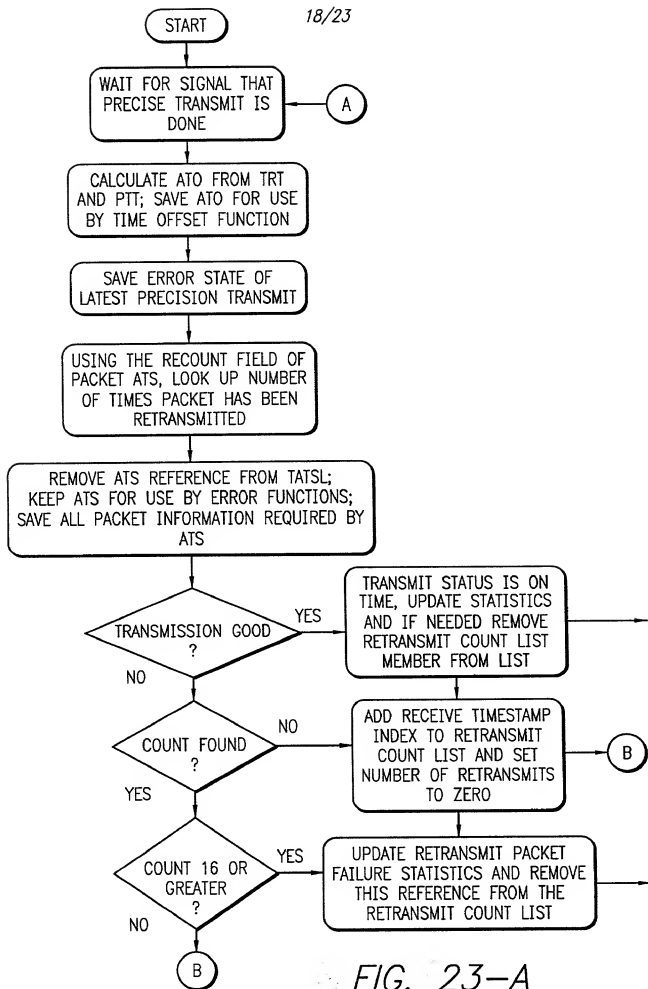 18/23
START
WAIT FOR SIGNAL THAT
PRECISE TRANSMIT IS
DONE
A
CALCULATE ATO FROM TRT
AND PTT; SAVE ATO FOR USE
BY TIME OFFSET FUNCTION
SAVE ERROR STATE OF
LATEST PRECISION TRANSMIT
USING THE RECOUNT FIELD OF
PACKET ATS, LOOK UP NUMBER
OF TIMES PACKET HAS BEEN
RETRANSMITTED
REMOVE ATS REFERENCE FROM TATSL;
KEEP ATS FOR USE BY ERROR FUNCTIONS;
SAVE ALL PACKET INFORMATION REQUIRED BY
ATS
TRANSMISSION GOOD
?
YES
NO
TRANSMIT STATUS IS ON
TIME, UPDATE STATISTICS
AND IF NEEDED REMOVE
RETRANSMIT COUNT LIST
MEMBER FROM LIST
COUNT FOUND
?
NO
YES
ADD RECEIVE TIMESTAMP
INDEX TO RETRANSMIT
COUNT LIST AND SET
NUMBER OF RETRANSMITS
TO ZERO
B
COUNT 16 OR
GREATER
?
YES
NO
UPDATE RETRANSMIT PACKET
FAILURE STATISTICS AND REMOVE
THIS REFERENCE FROM THE
RETRANSMIT COUNT LIST
B
FIG. 23-A